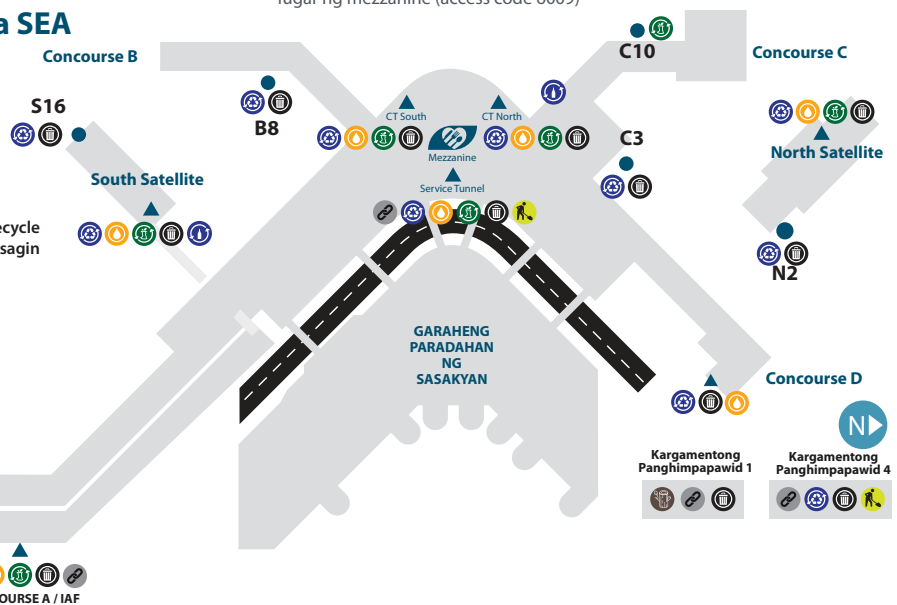 lugar ng mezzanine (access code 6009)
a SEA
Concourse B
C10
Concourse C
S16
B8
CT South
CT North
Mezzanine
C3
North Satellite
South Satellite
Service Tunnel
ecycle
sagin
N2
GARAHENG
PARADAHAN
NG
SASAKYAN
Concourse D
N
Kargamentong
Panghimpapawid 1
Kargamentong
Panghimpapawid 4
OURSE A / IAF